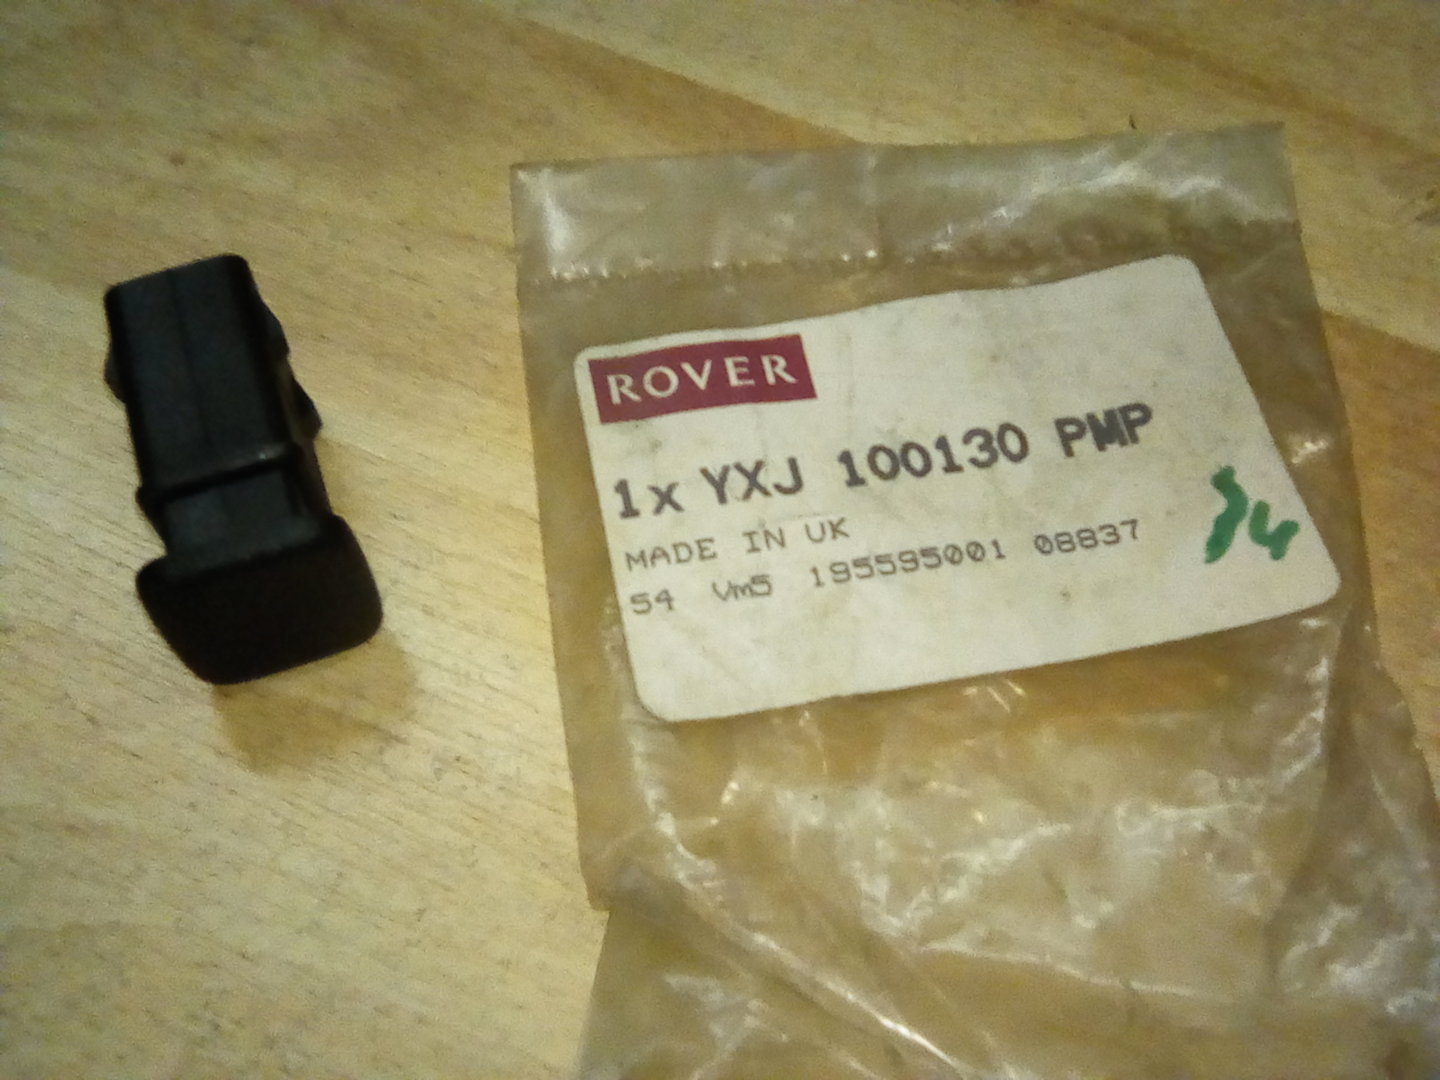 ROVER
1x YXJ 100130 PMP
MADE IN UK
54 Vm5 195595001 08837